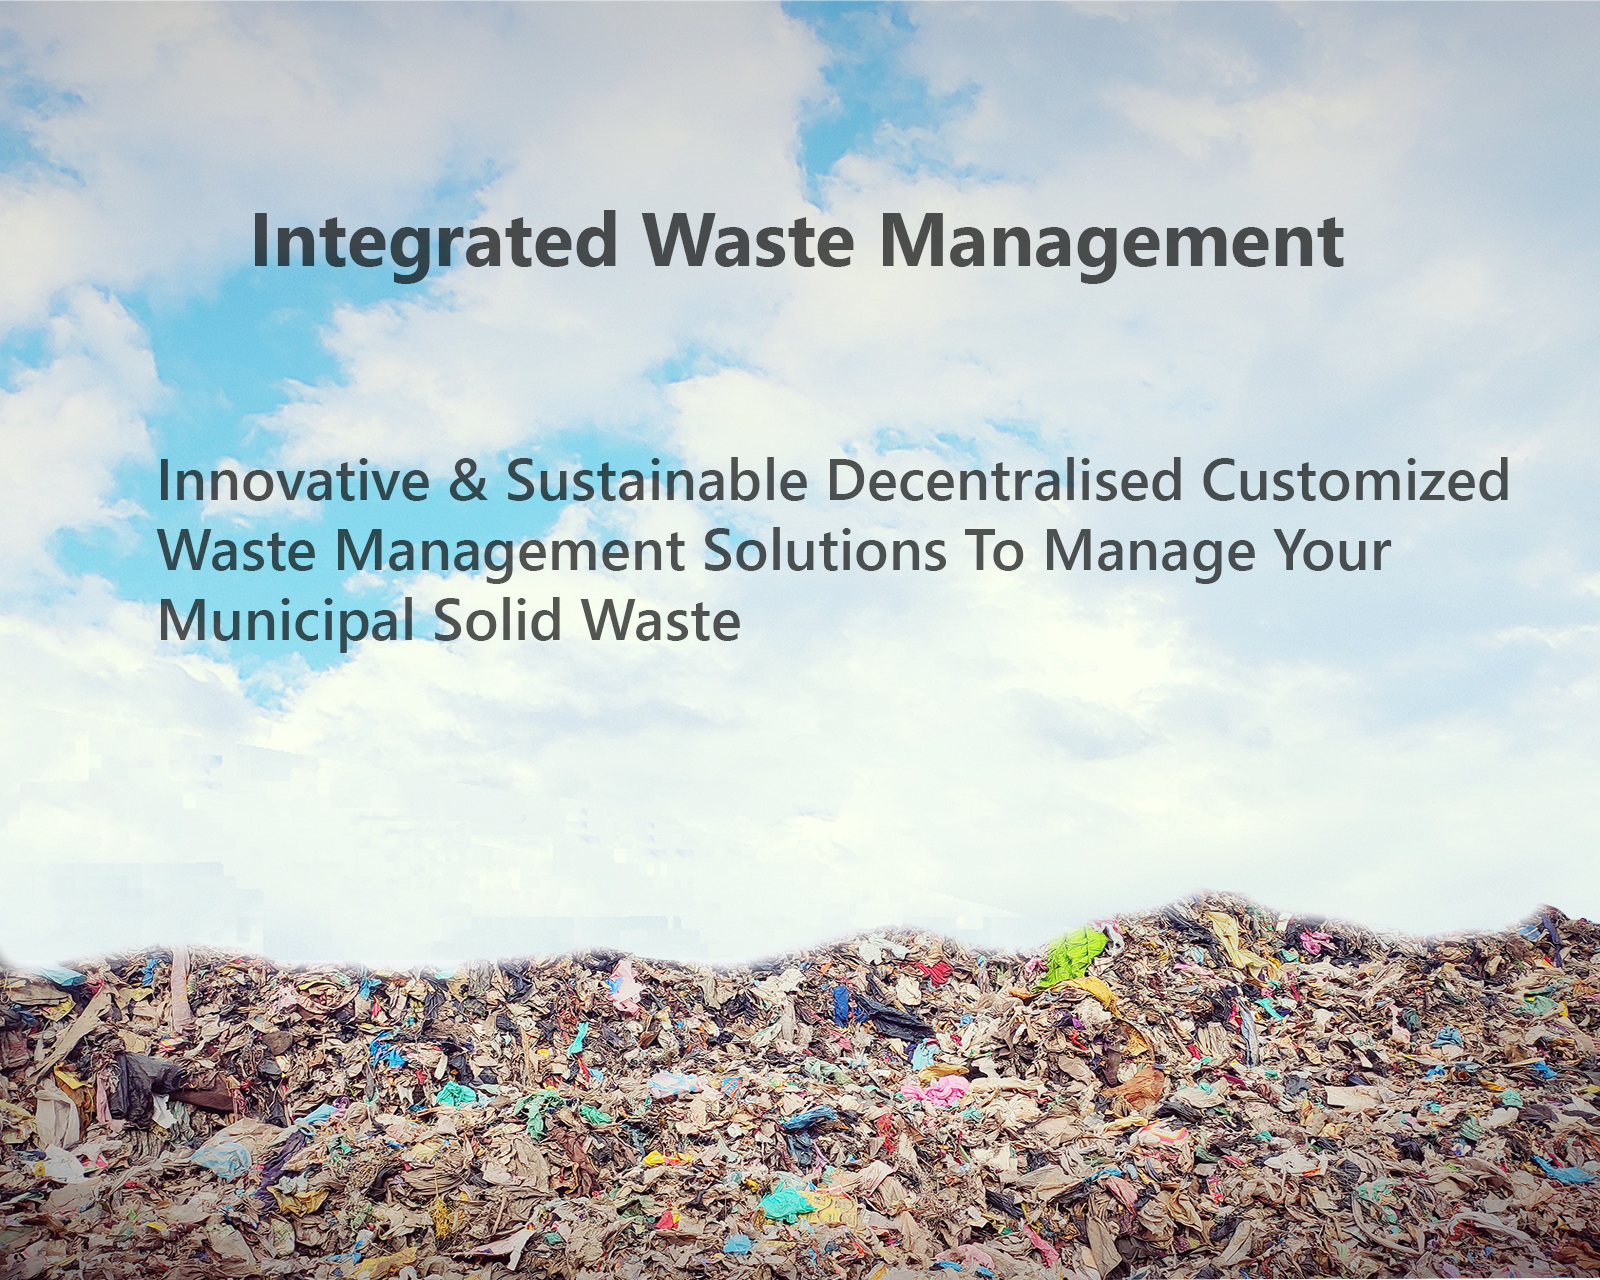 Integrated Waste Management
Innovative & Sustainable Decentralised Customized
Waste Management Solutions To Manage Your
Municipal Solid Waste